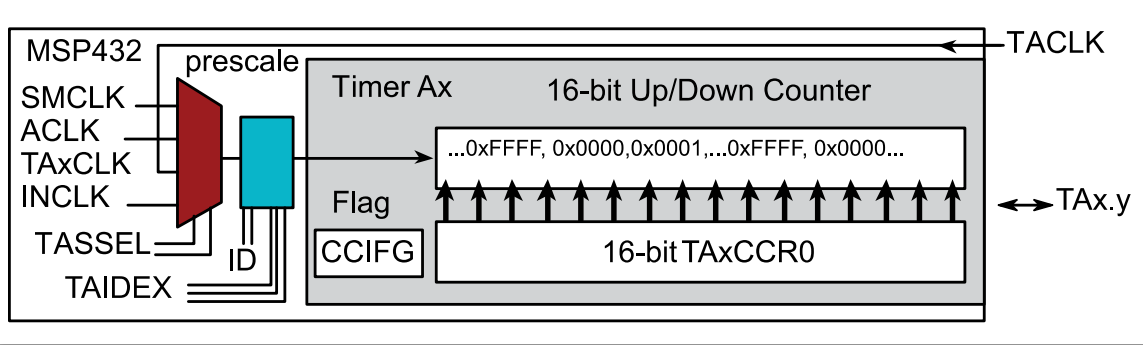 MSP432
TACLK
prescale
SMCLK
ACLK
TAxCLK
INCLK
TASSEL
ID
TAIDEX
Timer Ax
16-bit Up/Down Counter
...0xFFFF, 0x0000,0x0001,...0xFFFF, 0x0000...
Flag
CCIFG
16-bit TAxCCR0
TAx.y